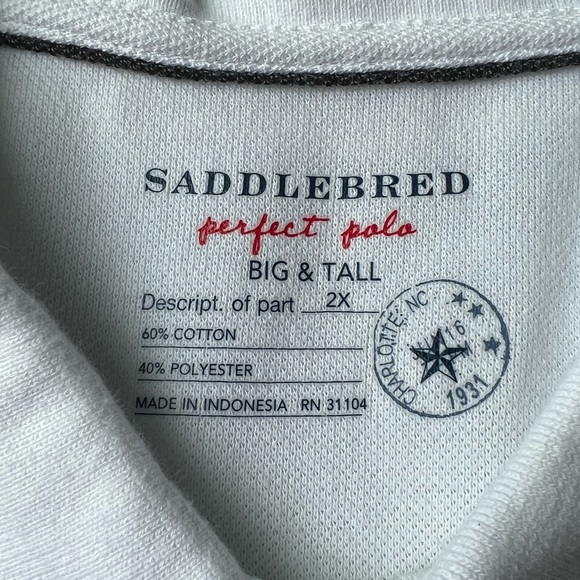 SADDLEBRED
perfect polo
BIG & TALL
Descript. of part 2X
60% COTTON
40% POLYESTER
MADE IN INDONESIA RN 31104
CHARLOTTE, NC
16
1931